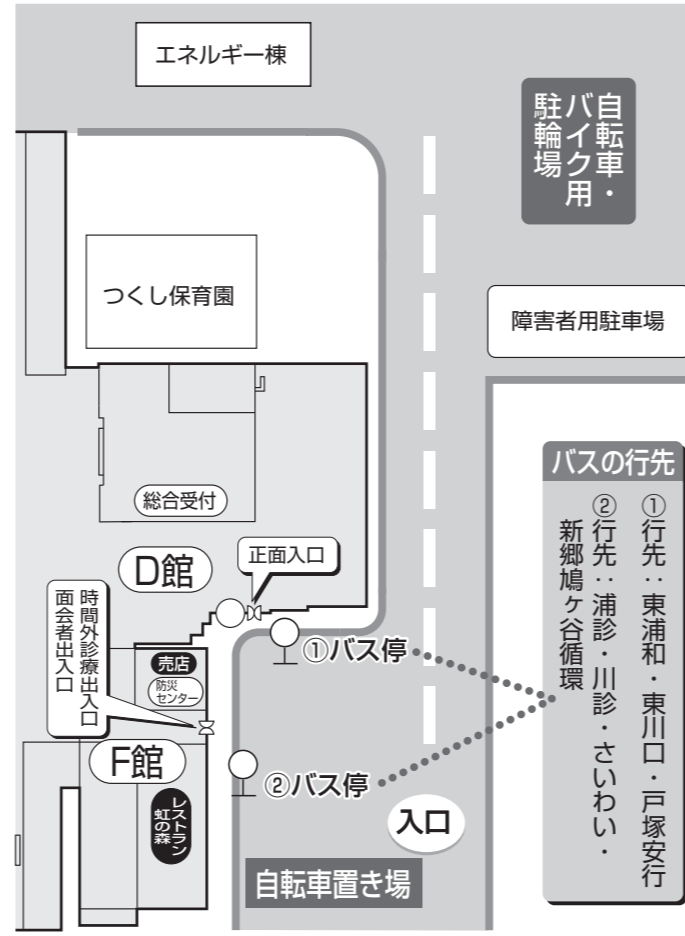 エネルギー棟
自転車・
バイク用
駐輪場
つくし保育園
障害者用駐車場
総合受付
D館
正面入口
時間外診療出入口
面会者出入口
売店
防災
センター
①バス停
F館
②バス停
レストラン
虹の森
入口
自転車置き場
バスの行先
①行先：東浦和・東川口・戸塚安行
②行先：浦診・川診・さいわい・
新郷鳩ヶ谷循環